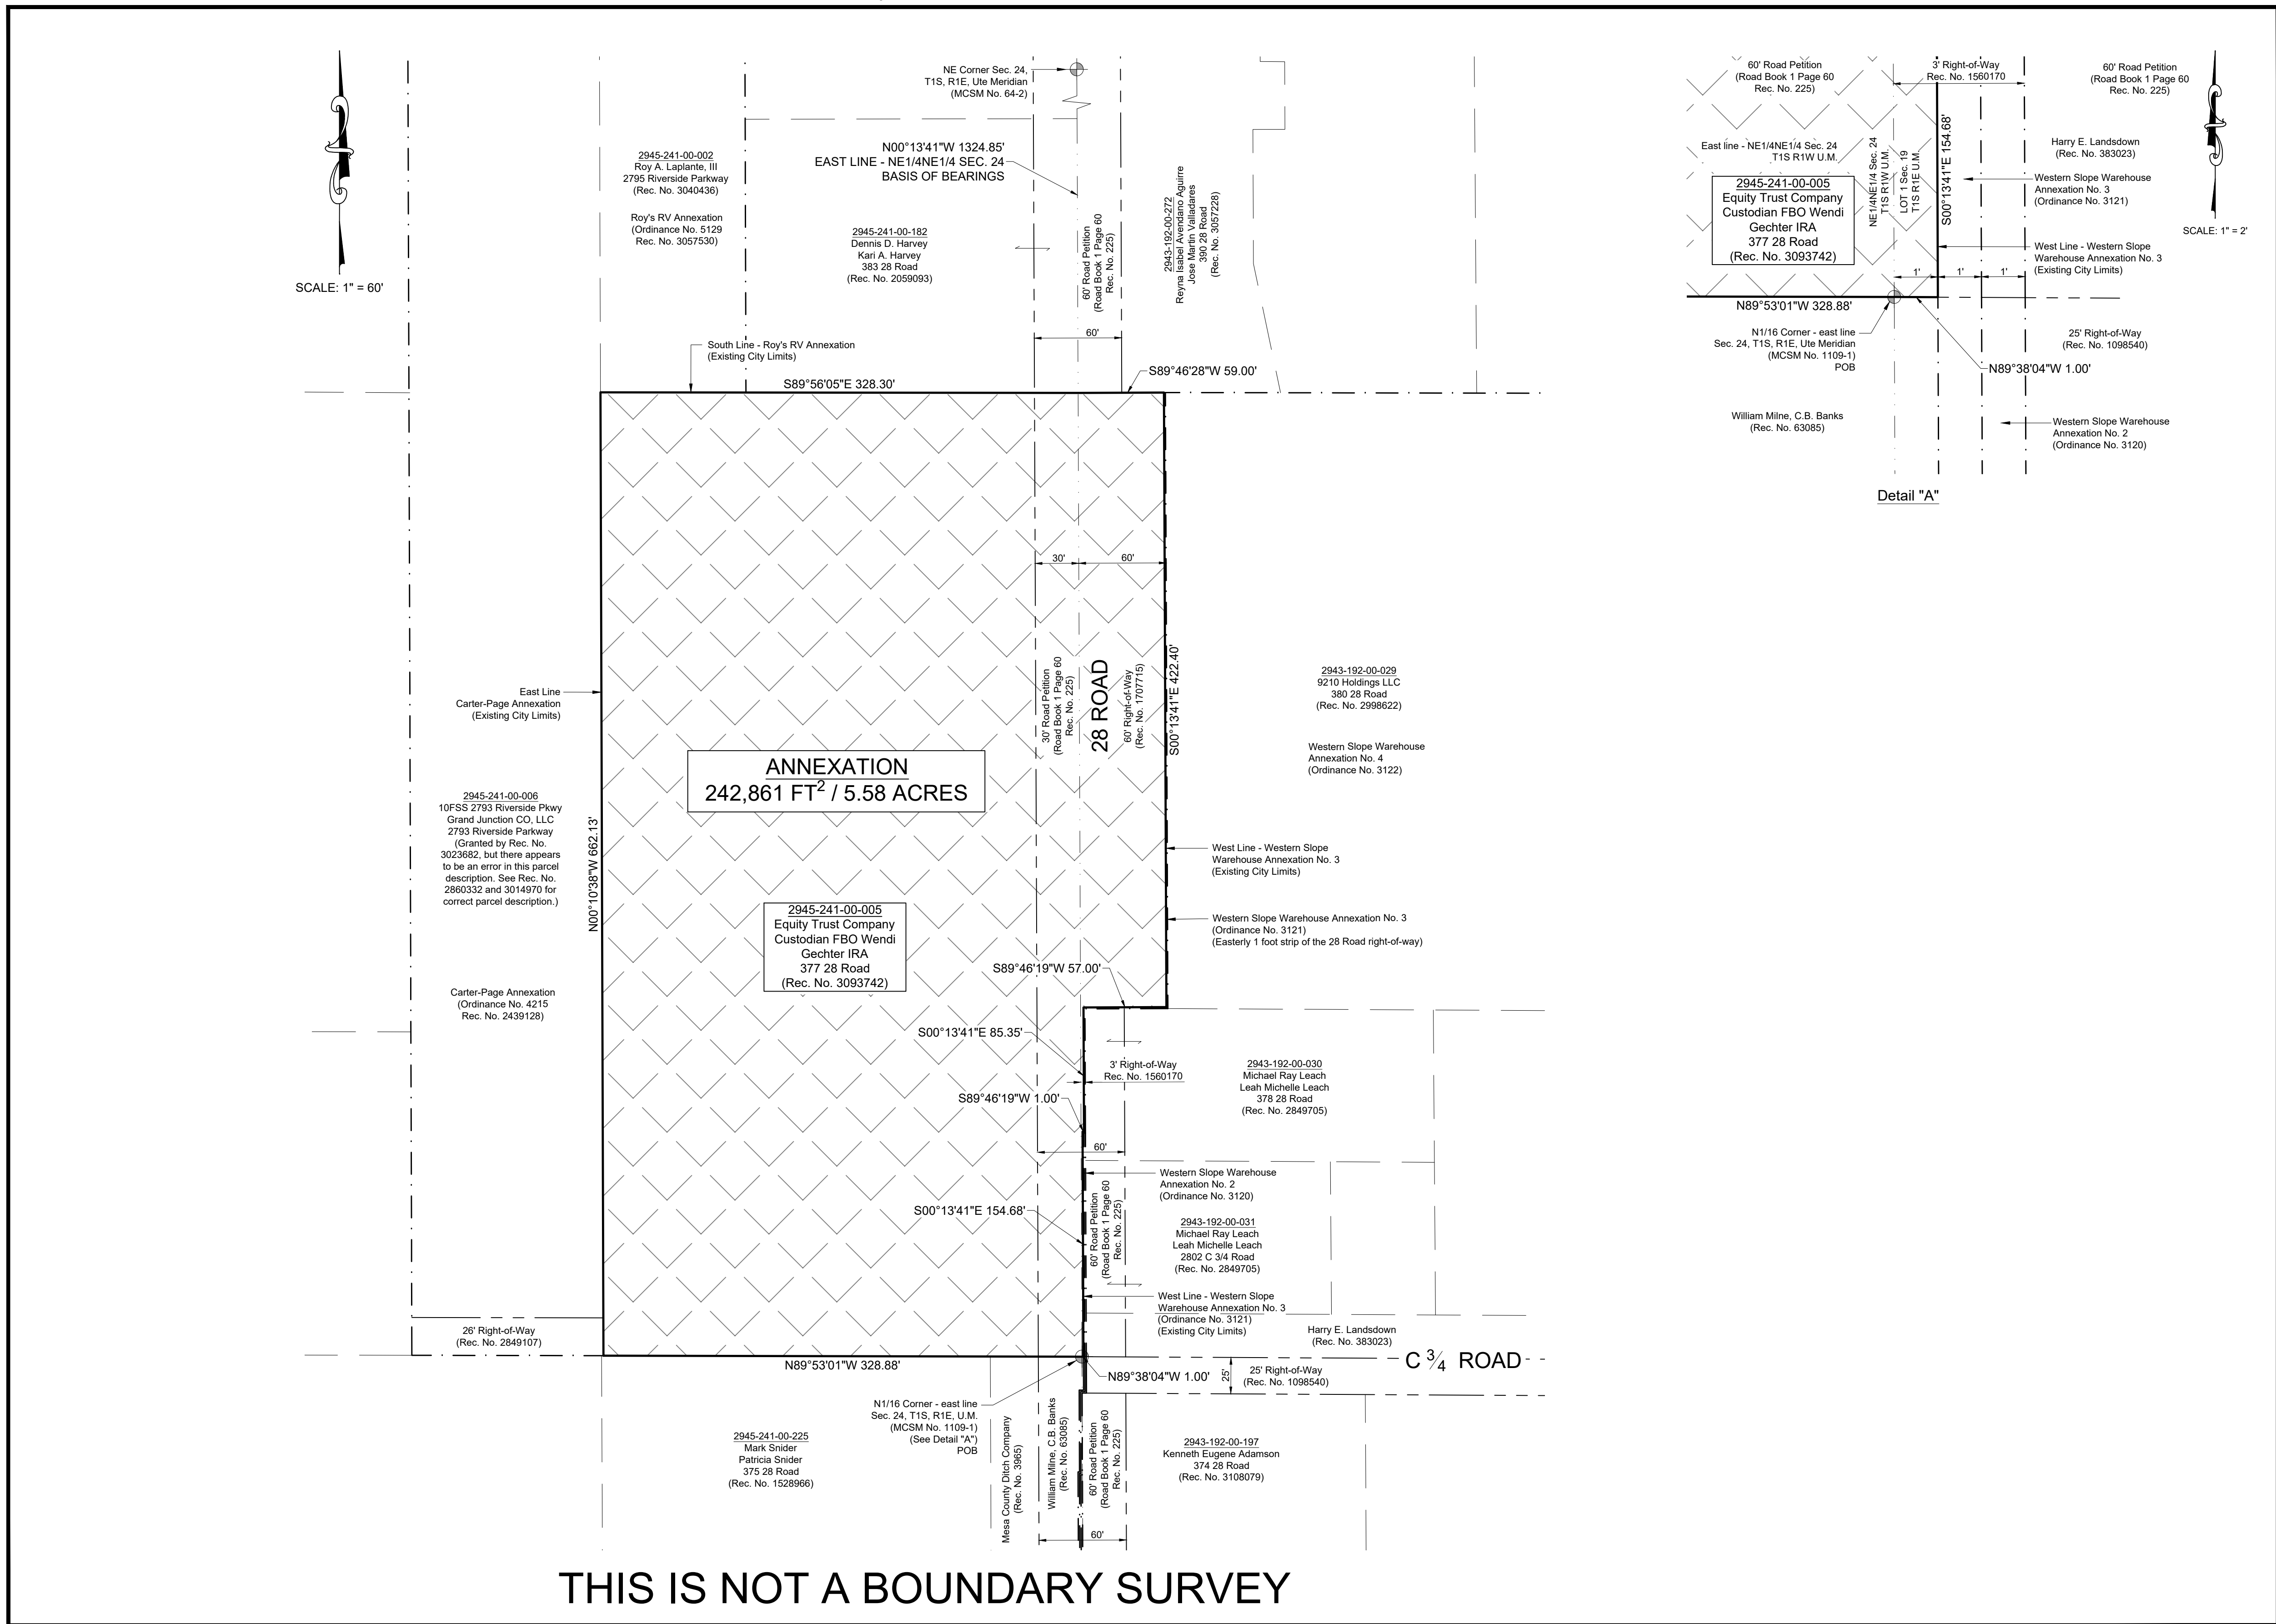 SCALE: 1" = 60'
NE Corner Sec. 24,
T1S, R1E, Ute Meridian
(MCSM No. 64-2)
2945-241-00-002
Roy A. Laplante, III
2795 Riverside Parkway
(Rec. No. 3040436)
Roy's RV Annexation
(Ordinance No. 5129
Rec. No. 3057530)
N00°13'41"W 1324.85'
EAST LINE - NE1/4NE1/4 SEC. 24
BASIS OF BEARINGS
2945-241-00-182
Dennis D. Harvey
Kari A. Harvey
383 28 Road
(Rec. No. 2059093)
60' Road Petition
(Road Book 1 Page 60
Rec. No. 225)
2943-192-00-272
Reyna Isabel Avendano Aguirre
Jose Martin Valladares
390 28 Road
(Rec. No. 3057228)
60'
South Line - Roy's RV Annexation
(Existing City Limits)
S89°56'05"E 328.30'
S89°46'28"W 59.00'
30'
60'
East Line
Carter-Page Annexation
(Existing City Limits)
30' Road Petition
(Road Book 1 Page 60
Rec. No. 225)
28 ROAD
60' Right-of-Way
(Rec. No. 1707715)
S00°13'41"E 422.40'
2943-192-00-029
9210 Holdings LLC
380 28 Road
(Rec. No. 2998622)
Western Slope Warehouse
Annexation No. 4
(Ordinance No. 3122)
ANNEXATION
242,861 FT² / 5.58 ACRES
2945-241-00-006
10FSS 2793 Riverside Pkwy
Grand Junction CO, LLC
2793 Riverside Parkway
(Granted by Rec. No.
3023682, but there appears
to be an error in this parcel
description. See Rec. No.
2860332 and 3014970 for
correct parcel description.)
N00°10'38"W 662.13'
West Line - Western Slope
Warehouse Annexation No. 3
(Existing City Limits)
2945-241-00-005
Equity Trust Company
Custodian FBO Wendi
Gechter IRA
377 28 Road
(Rec. No. 3093742)
Western Slope Warehouse Annexation No. 3
(Ordinance No. 3121)
(Easterly 1 foot strip of the 28 Road right-of-way)
S89°46'19"W 57.00'
Carter-Page Annexation
(Ordinance No. 4215
Rec. No. 2439128)
S00°13'41"E 85.35'
3' Right-of-Way
Rec. No. 1560170
2943-192-00-030
Michael Ray Leach
Leah Michelle Leach
378 28 Road
(Rec. No. 2849705)
S89°46'19"W 1.00'
60'
Western Slope Warehouse
Annexation No. 2
(Ordinance No. 3120)
S00°13'41"E 154.68'
60' Road Petition
(Road Book 1 Page 60
Rec. No. 225)
2943-192-00-031
Michael Ray Leach
Leah Michelle Leach
2802 C 3/4 Road
(Rec. No. 2849705)
West Line - Western Slope
Warehouse Annexation No. 3
(Ordinance No. 3121)
(Existing City Limits)
26' Right-of-Way
(Rec. No. 2849107)
Harry E. Landsdown
(Rec. No. 383023)
N89°53'01"W 328.88'
C 3/4 ROAD
N89°38'04"W 1.00'
25'
25' Right-of-Way
(Rec. No. 1098540)
N1/16 Corner - east line
Sec. 24, T1S, R1E, U.M.
(MCSM No. 1109-1)
(See Detail "A")
POB
2945-241-00-225
Mark Snider
Patricia Snider
375 28 Road
(Rec. No. 1528966)
Mesa County Ditch Company
(Rec. No. 3965)
William Milne, C.B. Banks
(Rec. No. 63085)
60' Road Petition
(Road Book 1 Page 60
Rec. No. 225)
2943-192-00-197
Kenneth Eugene Adamson
374 28 Road
(Rec. No. 3108079)
60'
60' Road Petition
(Road Book 1 Page 60
Rec. No. 225)
3' Right-of-Way
Rec. No. 1560170
60' Road Petition
(Road Book 1 Page 60
Rec. No. 225)
East line - NE1/4NE1/4 Sec. 24
T1S R1W U.M.
NE1/4NE1/4 Sec. 24
T1S R1W U.M.
LOT 1 Sec. 19
T1S R1E U.M.
S00°13'41"E 154.68'
Harry E. Landsdown
(Rec. No. 383023)
Western Slope Warehouse
Annexation No. 3
(Ordinance No. 3121)
2945-241-00-005
Equity Trust Company
Custodian FBO Wendi
Gechter IRA
377 28 Road
(Rec. No. 3093742)
SCALE: 1" = 2'
West Line - Western Slope
Warehouse Annexation No. 3
(Existing City Limits)
1'
1'
1'
N89°53'01"W 328.88'
N1/16 Corner - east line
Sec. 24, T1S, R1E, Ute Meridian
(MCSM No. 1109-1)
POB
25' Right-of-Way
(Rec. No. 1098540)
N89°38'04"W 1.00'
William Milne, C.B. Banks
(Rec. No. 63085)
Western Slope Warehouse
Annexation No. 2
(Ordinance No. 3120)
Detail "A"
THIS IS NOT A BOUNDARY SURVEY